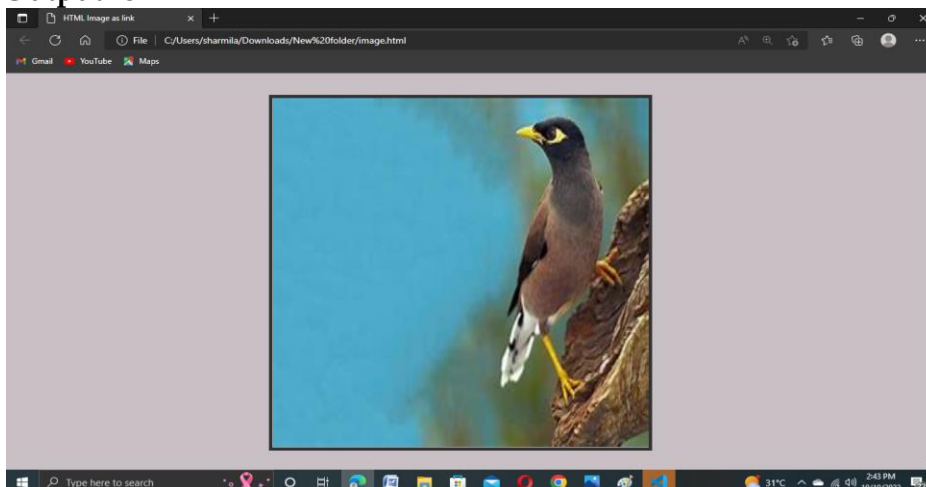 HTML Image as link
File | C:/Users/sharmila/Downloads/New%20folder/image.html
Gmail YouTube Maps
Type here to search
31°C
2:43 PM